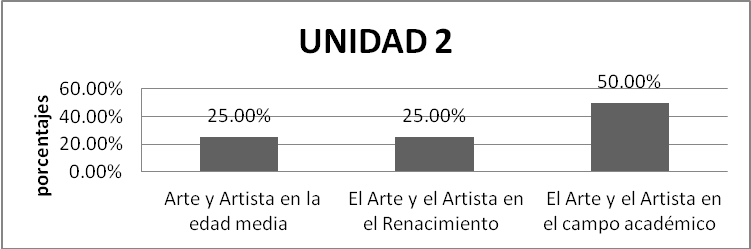 UNIDAD 2
porcentajes
60.00%
40.00%
20.00%
0.00%
25.00%
25.00%
50.00%
Arte y Artista en la
edad media
El Arte y el Artista en
el Renacimiento
El Arte y el Artista en
el campo académico